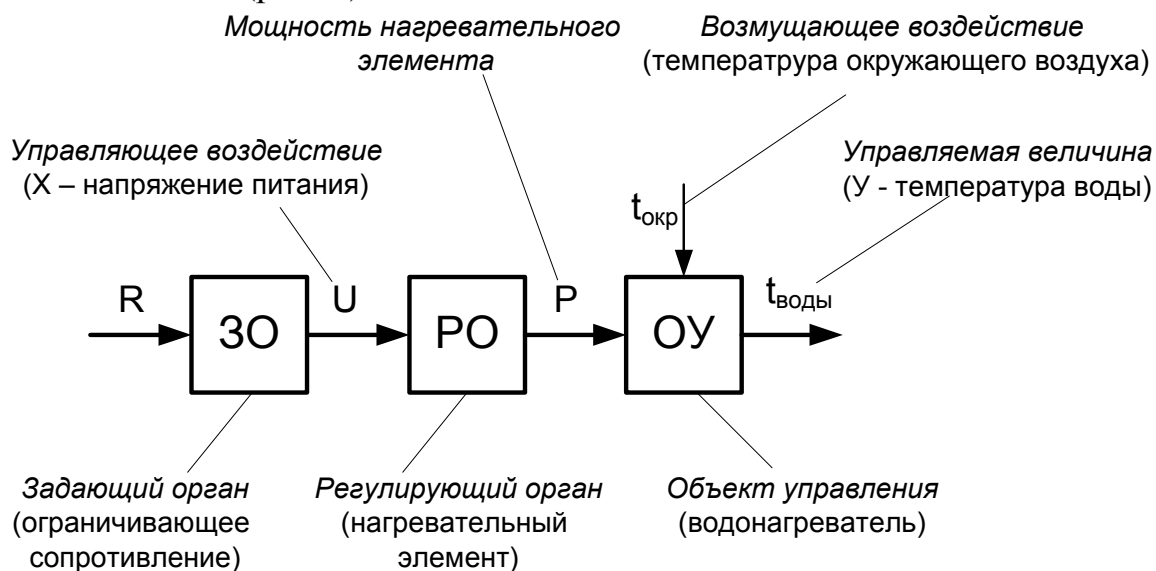 Мощность нагревательного
элемента
Возмущающее воздействие
(температрура окружающего воздуха)
Управляющее воздействие
(Х – напряжение питания)
Управляемая величина
(У - температура воды)
tокр
R
ЗО
U
РО
P
ОУ
tводы
Задающий орган
(ограничивающее
сопротивление)
Регулирующий орган
(нагревательный
элемент)
Объект управления
(водонагреватель)